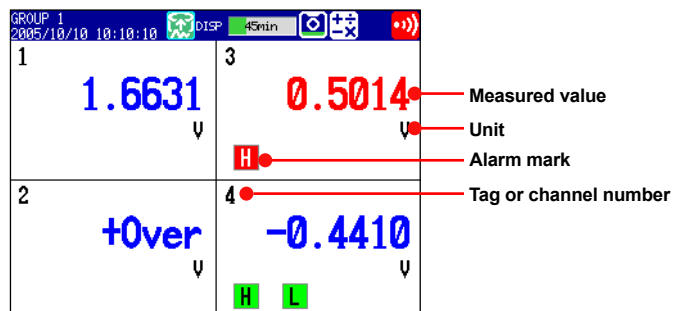 GROUP 1
2005/10/10 10:10:10 DISP 45min
1
1.6631
V
3
0.5014
V
H
2
+Over
V
4
-0.4410
V
H L
Measured value
Unit
Alarm mark
Tag or channel number